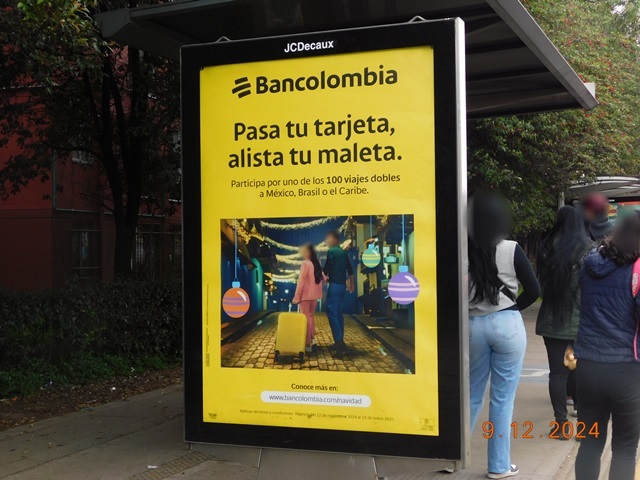 JCDecaux
Bancolombia
Pasa tu tarjeta,
alista tu maleta.
Participa por uno de los 100 viajes dobles
a México, Brasil o el Caribe.
Conoce más en:
www.bancolombia.com/navidad
9.12.2024